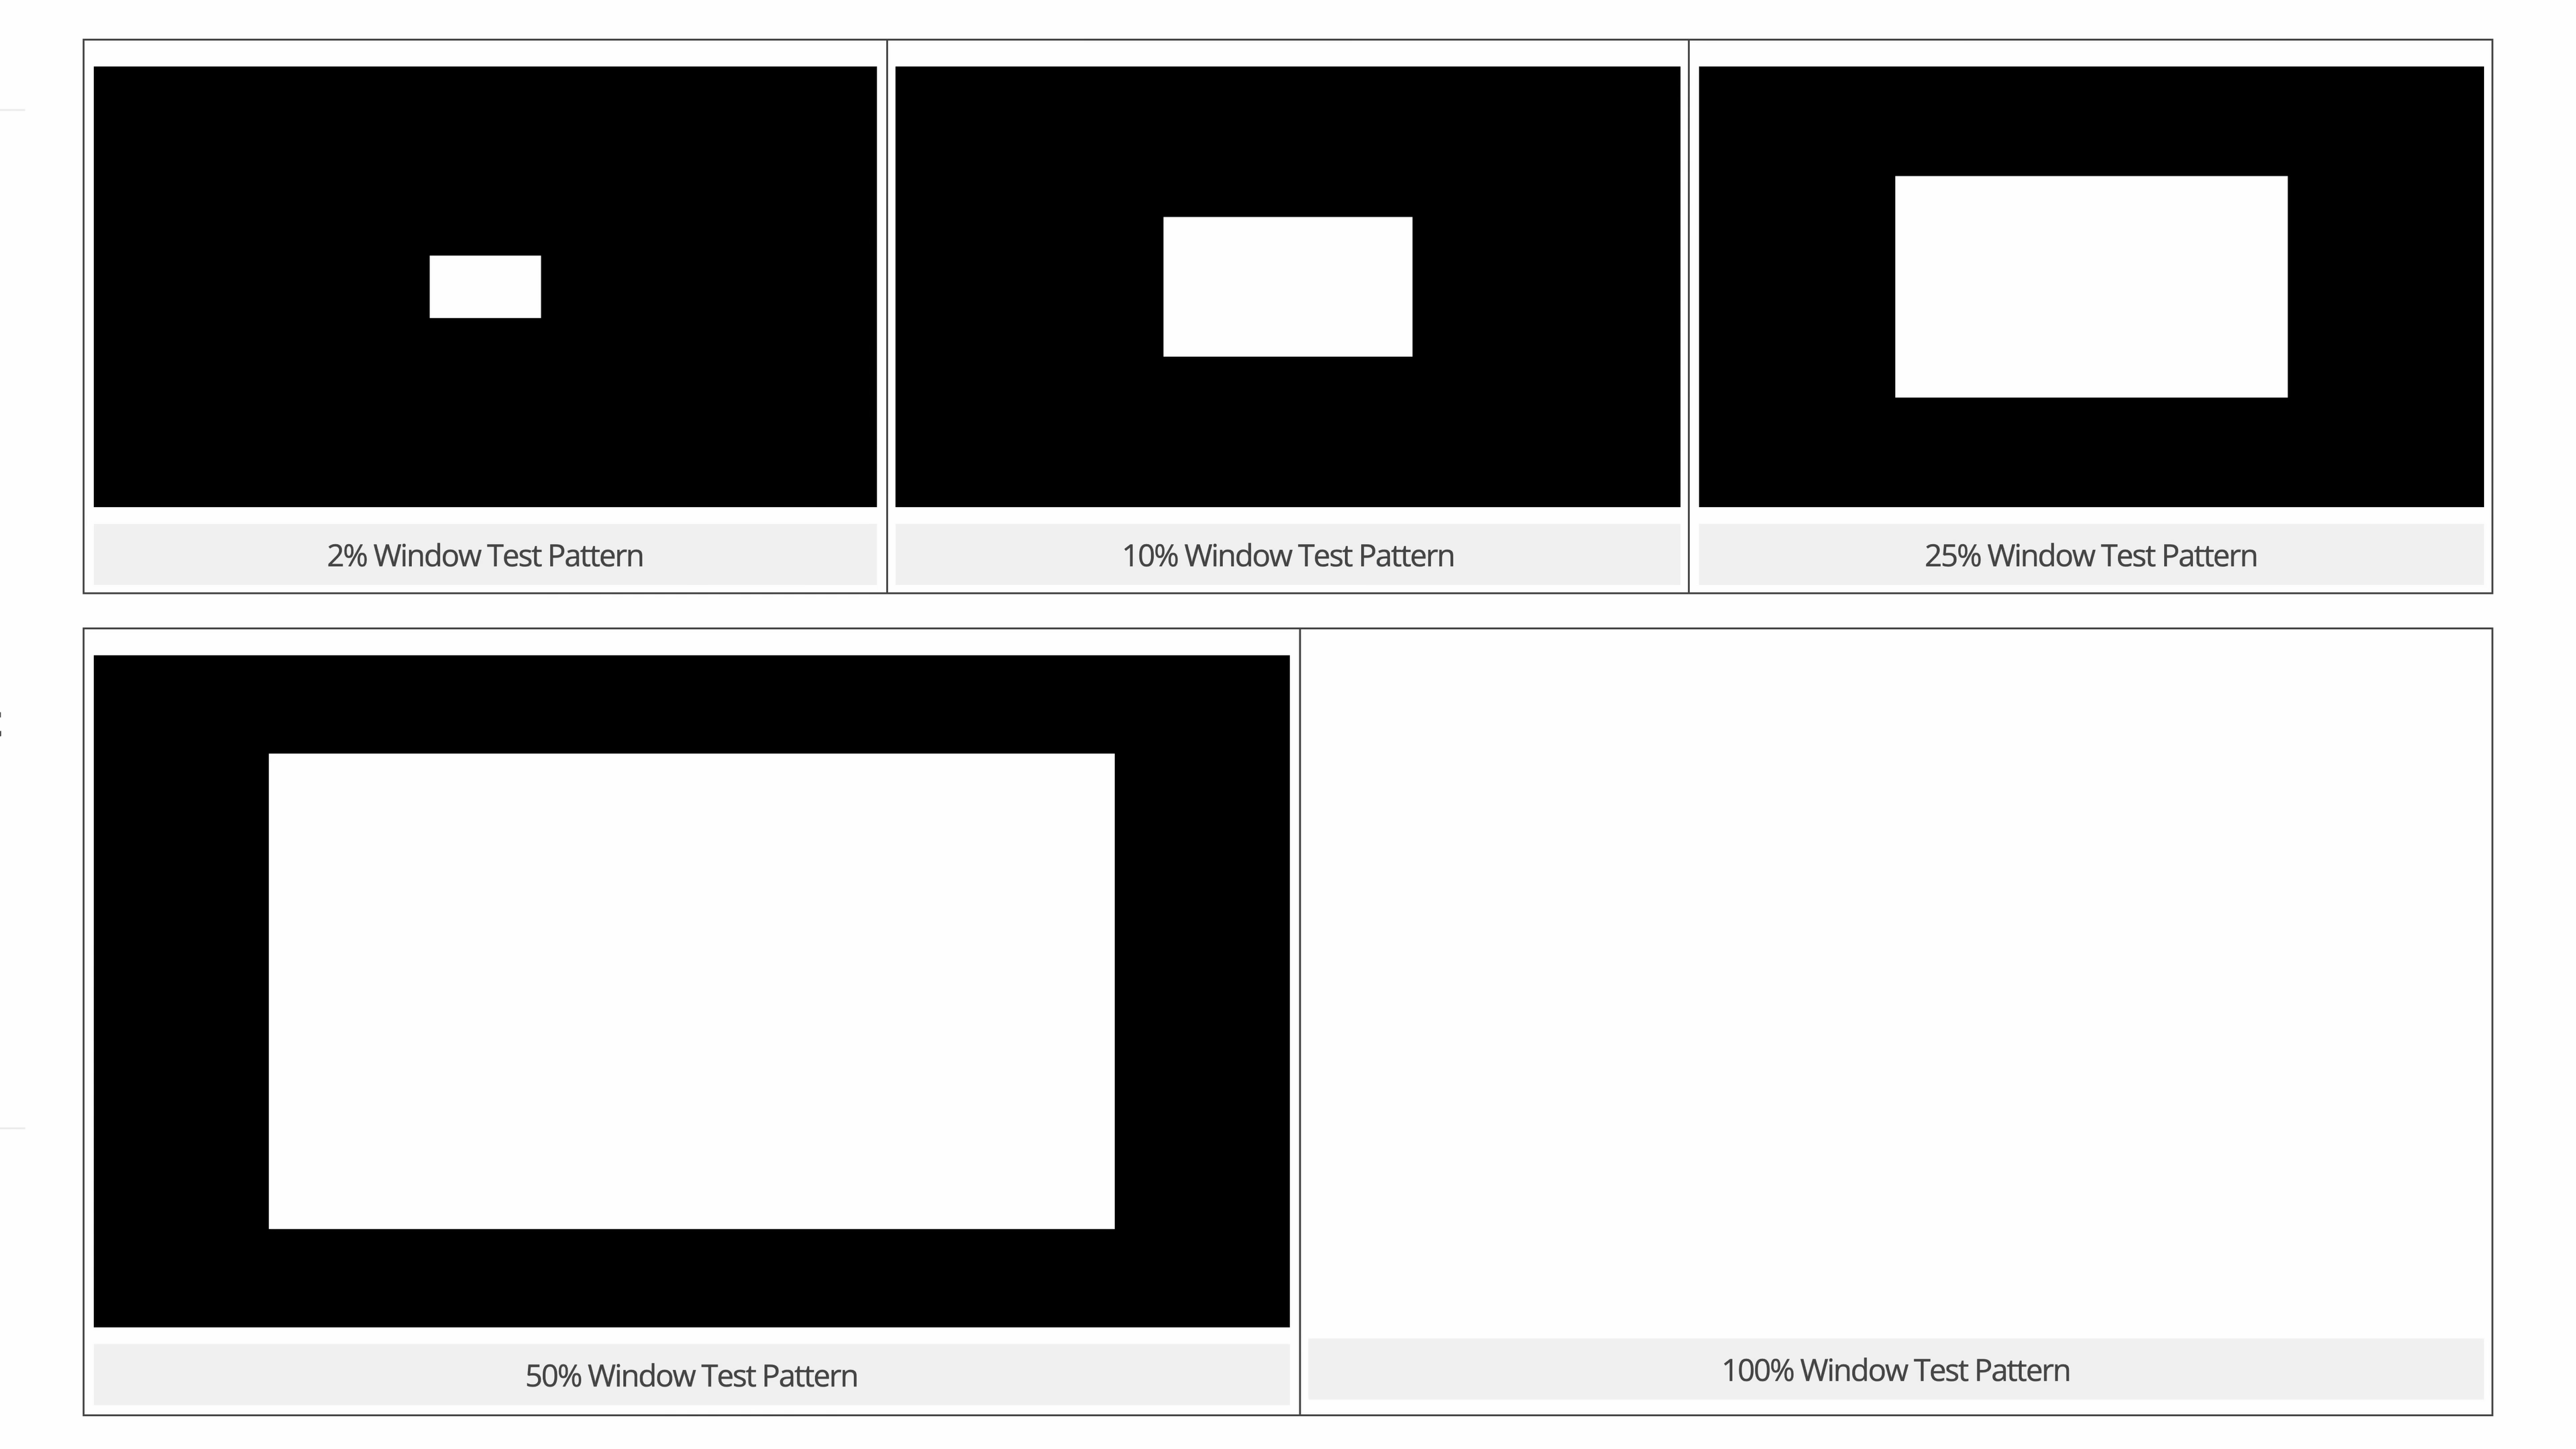 2% Window Test Pattern
10% Window Test Pattern
25% Window Test Pattern
50% Window Test Pattern
100% Window Test Pattern